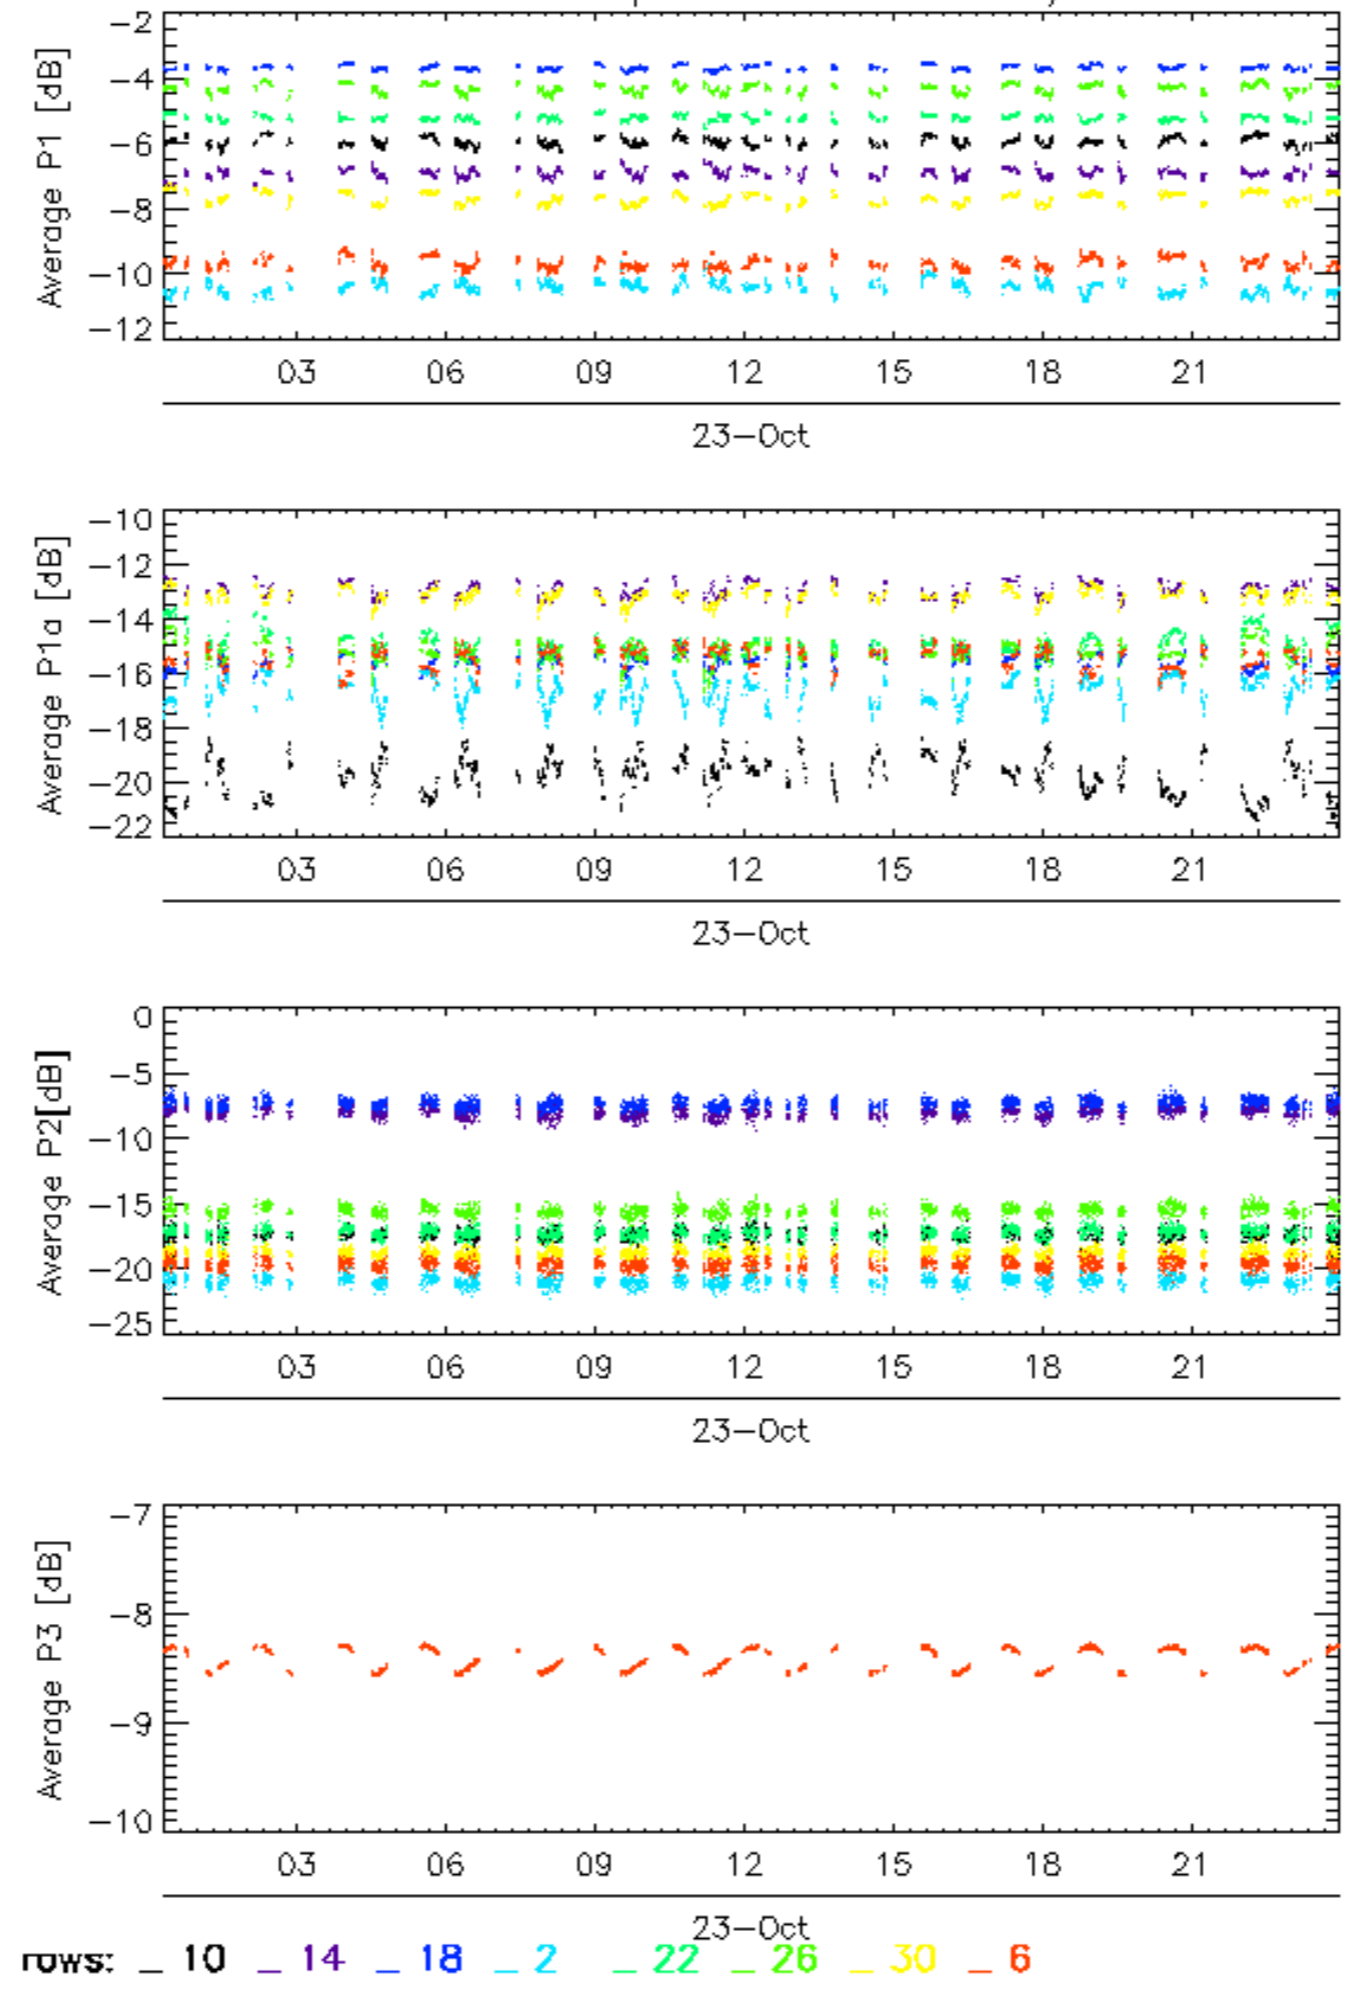 −2
−4
−6
−8
−10
−12
Average P1 [dB]
03 06 09 12 15 18 21
23−Oct
−10
−12
−14
−16
−18
−20
−22
Average P1a [dB]
03 06 09 12 15 18 21
23−Oct
0
−5
−10
−15
−20
−25
Average P2[dB]
03 06 09 12 15 18 21
23−Oct
−7
−8
−9
−10
Average P3 [dB]
03 06 09 12 15 18 21
23−Oct
rows: _ 10 _ 14 _ 18 _ 2 _ 22 _ 26 _ 30 _ 6